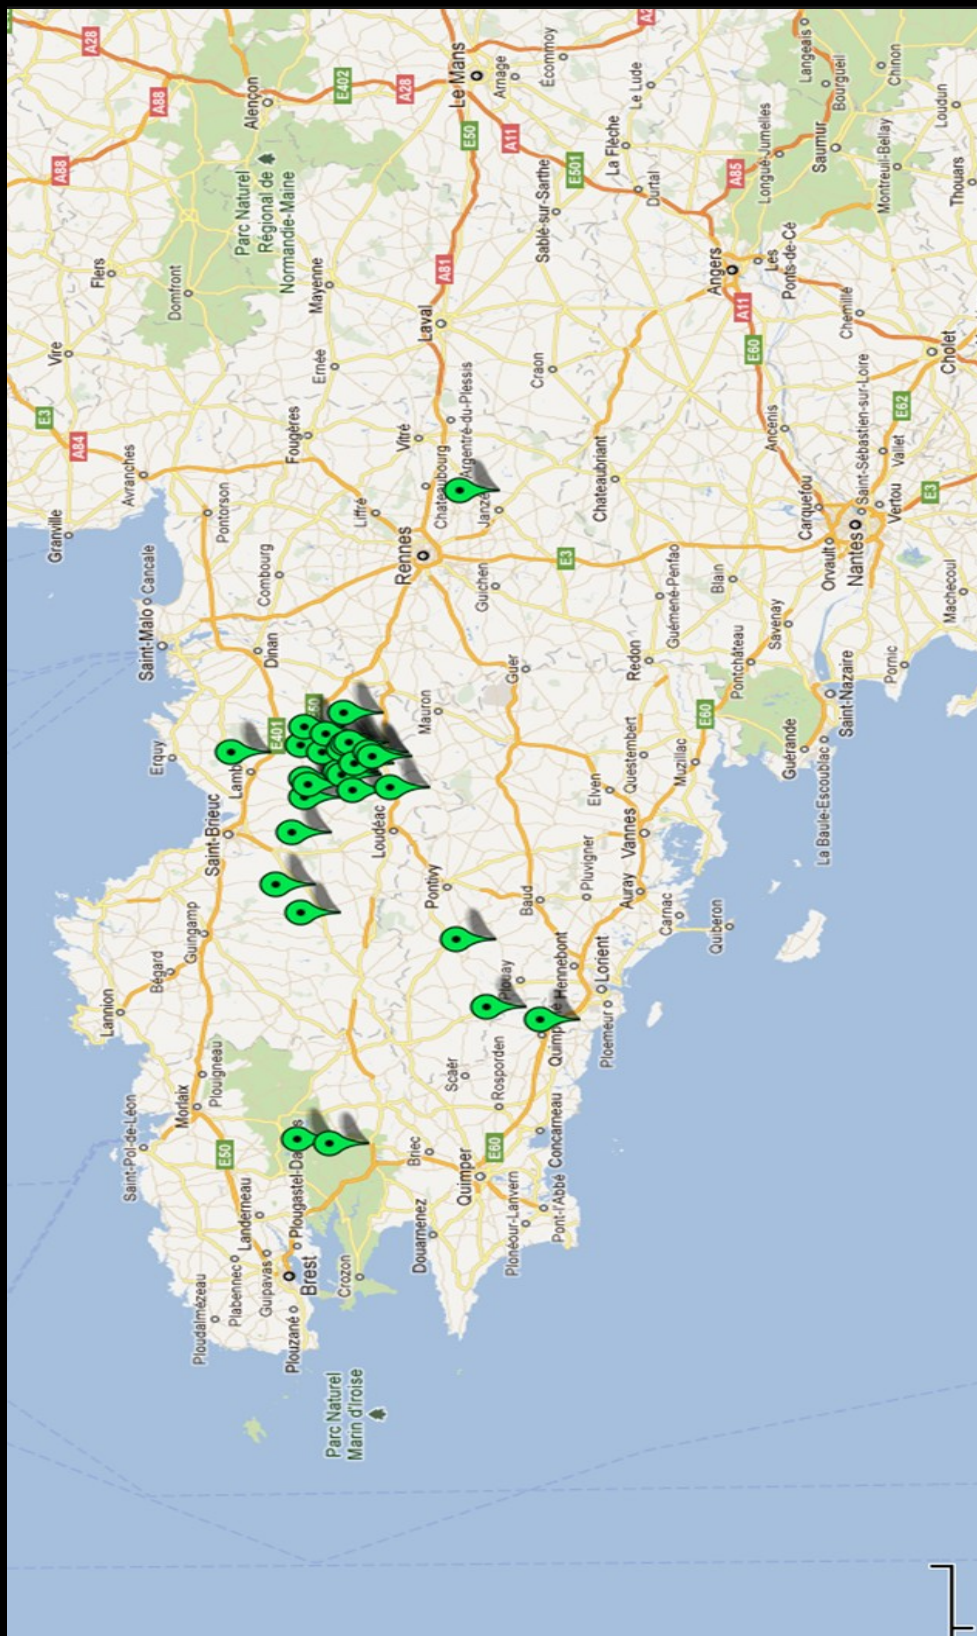 E3
Granville
Vire
A88
A84
Flers
A28
Lannion
Saint-Pol-de-Léon
Avranches
Saint-Malo
Cancale
Erquy
Bégard
A88
Domfront
Morlaix
Guingamp
Ploudalmézeau
Plouigneau
Saint-Brieuc
Pontorson
E50
Plabennec
Landerneau
Lamb
Parc Naturel
Régional de
Normandie-Maine
Alençon
Guipavas
Combourg
Dinan
E401
Plouzané
Brest
Plougastel-Da
s
50
Fougères
Ernée
Mayenne
E402
Parc Naturel
Marin d'Iroise
Crozon
Liffré
Loudéac
Rennes
Vitré
A28
Douarnenez
Briec
Mauron
Pontivy
Chateaubourg
Laval
A81
Le Mans
Scaër
Quimper
Argentré-du-Plessis
E50
Guichen
Janzé
Rosporden
E60
Plouay
Arnage
A11
Plonéour-Lanvern
Guer
Baud
Craon
Sablé-sur-Sarthe
Ecommoy
Pont-l'Abbé
Concarneau
Quimp
lé
Hennebont
E3
E501
Pluvigner
Elven
Lorient
Ploemeur
Chateaubriant
La Flèche
Auray
Vannes
Questembert
Redon
Le Lude
A2
Durtal
Carnac
Muzillac
Guémené-Penfao
Quiberon
E60
Blain
Angers
A85
Pontchâteau
A11
E60
Les
Ponts-de-Cé
Longué-Jumelles
Savenay
Ancenis
Guérande
Carquefou
La Baule-Escoublac
Saint-Nazaire
Orvault
Nantes
Saint-Sébastien-sur-Loire
Chemillé
Saumur
Langeais
Bourgueil
Pornic
Vertou
Vallet
E62
Montreuil-Bellay
Chinon
E3
Cholet
Machecoul
Thouars
Loudun